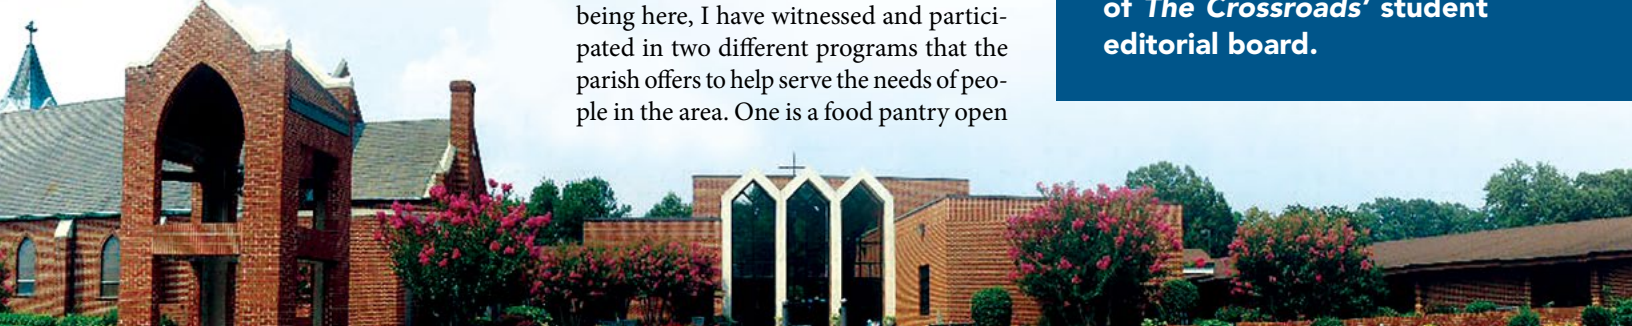 being here, I have witnessed and partici-
pated in two different programs that the
parish offers to help serve the needs of peo-
ple in the area. One is a food pantry open
of The Crossroads’ student
editorial board.